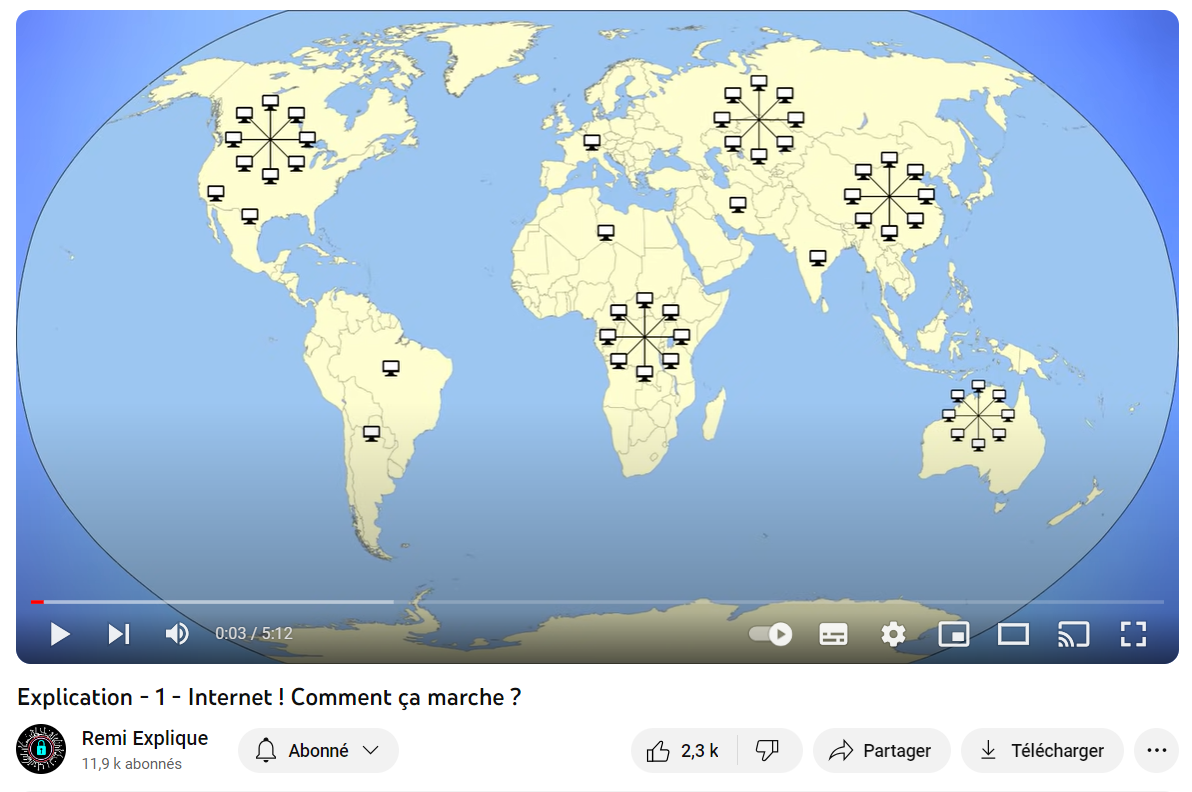 0:03 / 5:12
Explication - 1 - Internet ! Comment ça marche ?
Remi Explique
11,9 k abonnés
Abonné
2,3 k
Partager
Télécharger